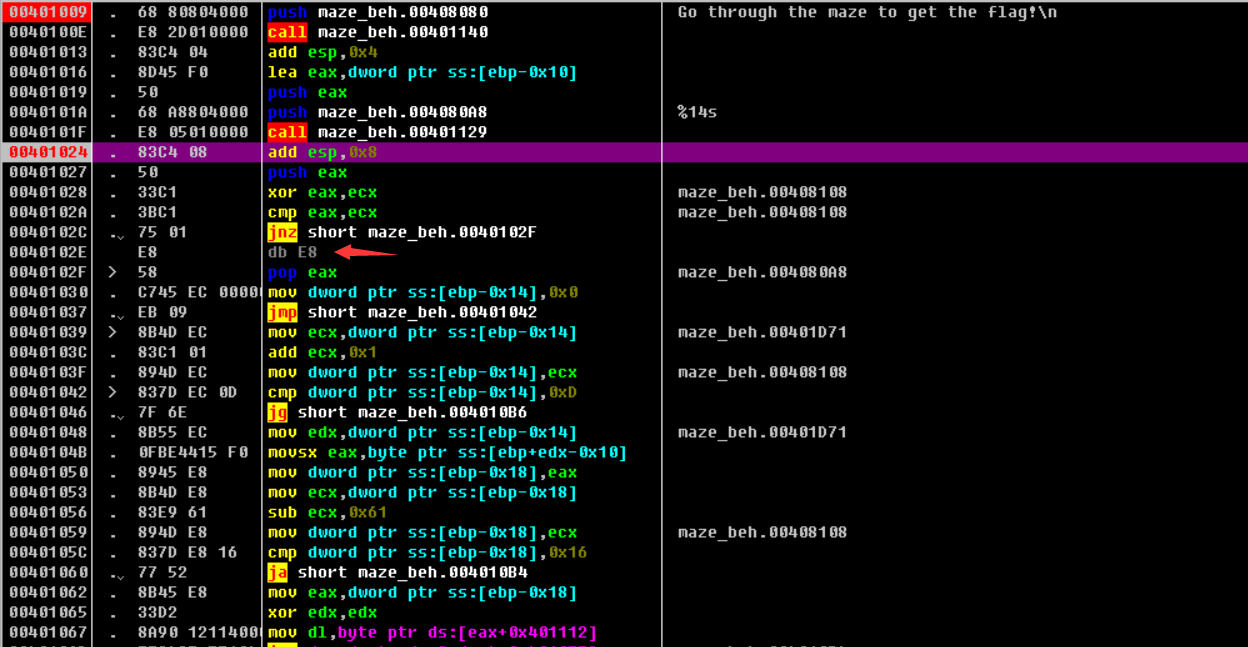 00401009 . 68 80804000 push maze_beh.00408080 Go through the maze to get the flag!\n
0040100E . E8 2D010000 call maze_beh.00401140
00401013 . 83C4 04 add esp,0x4
00401016 . 8D45 F0 lea eax,dword ptr ss:[ebp-0x10]
00401019 . 50 push eax
0040101A . 68 A8804000 push maze_beh.004080A8 %14s
0040101F . E8 05010000 call maze_beh.00401129
00401024 . 83C4 08 add esp,0x8
00401027 . 50 push eax
00401028 . 33C1 xor eax,ecx maze_beh.00408108
0040102A . 3BC1 cmp eax,ecx maze_beh.00408108
0040102C . 75 01 jnz short maze_beh.0040102F
0040102E E8 db E8
0040102F > 58 pop eax maze_beh.004080A8
00401030 . C745 EC 0000 mov dword ptr ss:[ebp-0x14],0x0
00401037 . EB 09 jmp short maze_beh.00401042
00401039 > 8B4D EC mov ecx,dword ptr ss:[ebp-0x14] maze_beh.00401D71
0040103C . 83C1 01 add ecx,0x1
0040103F . 894D EC mov dword ptr ss:[ebp-0x14],ecx maze_beh.00408108
00401042 > 837D EC 0D cmp dword ptr ss:[ebp-0x14],0xD
00401046 . 7F 6E jg short maze_beh.004010B6
00401048 . 8B55 EC mov edx,dword ptr ss:[ebp-0x14] maze_beh.00401D71
0040104B . 0FBE4415 F0 movsx eax,byte ptr ss:[ebp+edx-0x10]
00401050 . 8945 E8 mov dword ptr ss:[ebp-0x18],eax
00401053 . 8B4D E8 mov ecx,dword ptr ss:[ebp-0x18]
00401056 . 83E9 61 sub ecx,0x61
00401059 . 894D E8 mov dword ptr ss:[ebp-0x18],ecx maze_beh.00408108
0040105C . 837D E8 16 cmp dword ptr ss:[ebp-0x18],0x16
00401060 . 77 52 ja short maze_beh.004010B4
00401062 . 8B45 E8 mov eax,dword ptr ss:[ebp-0x18]
00401065 . 33D2 xor edx,edx
00401067 . 8A90 12114000 mov dl,byte ptr ds:[eax+0x401112]